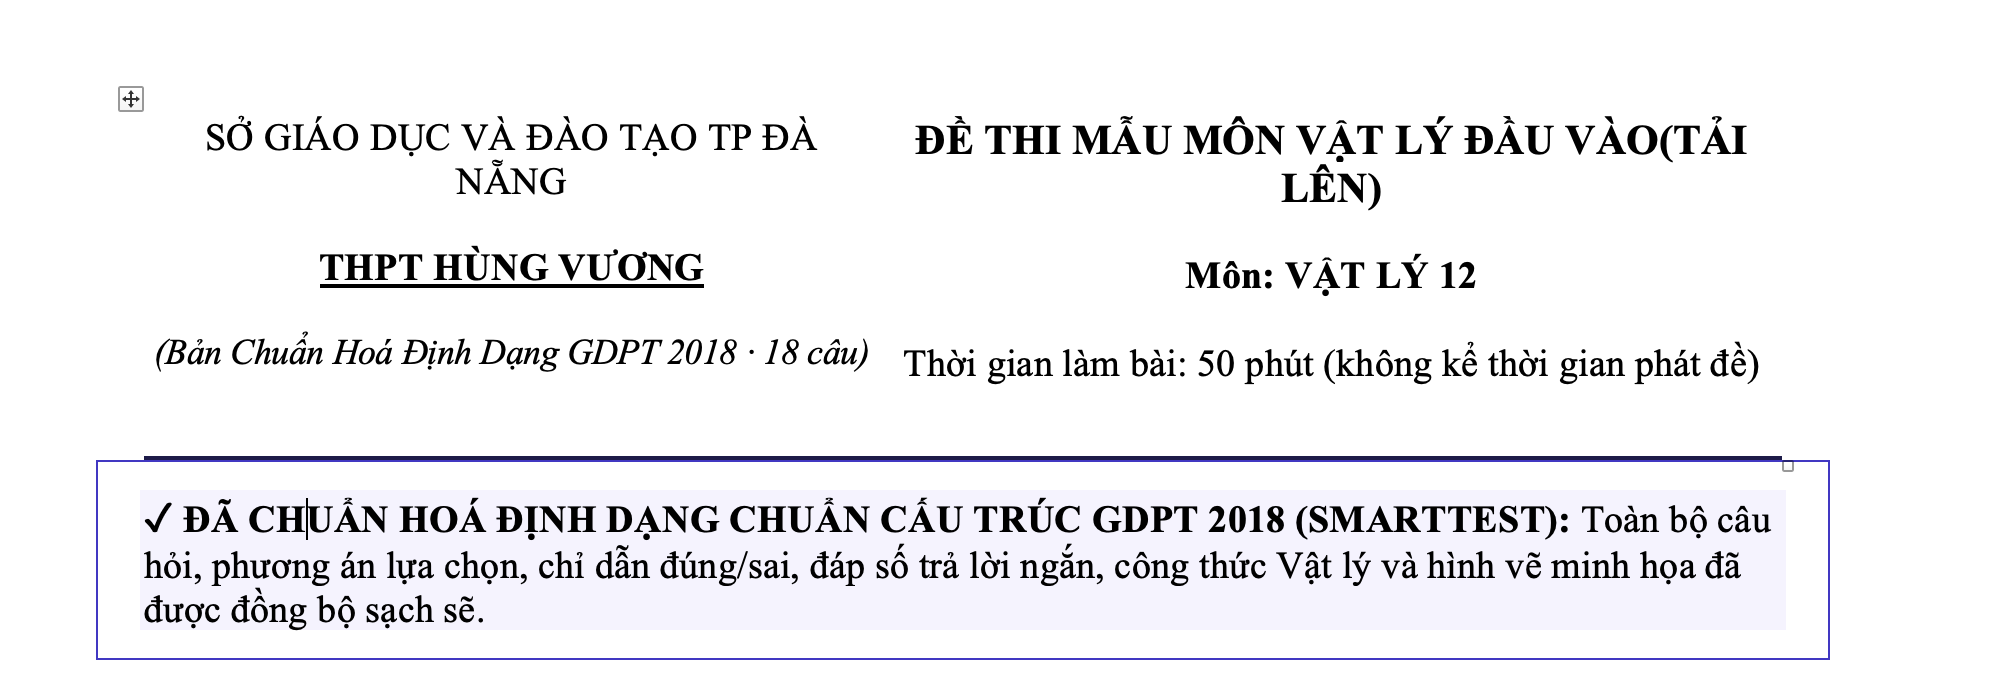 SỞ GIÁO DỤC VÀ ĐÀO TẠO TP ĐÀ
NẴNG
THPT HÙNG VƯƠNG
(Bản Chuẩn Hoá Định Dạng GDPT 2018 · 18 câu)
ĐỀ THI MẪU MÔN VẬT LÝ ĐẦU VÀO(TẢI
LÊN)
Môn: VẬT LÝ 12
Thời gian làm bài: 50 phút (không kể thời gian phát đề)
✓ ĐÃ CHUẨN HOÁ ĐỊNH DẠNG CHUẨN CẤU TRÚC GDPT 2018 (SMARTTEST): Toàn bộ câu
hỏi, phương án lựa chọn, chỉ dẫn đúng/sai, đáp số trả lời ngắn, công thức Vật lý và hình vẽ minh họa đã
được đồng bộ sạch sẽ.